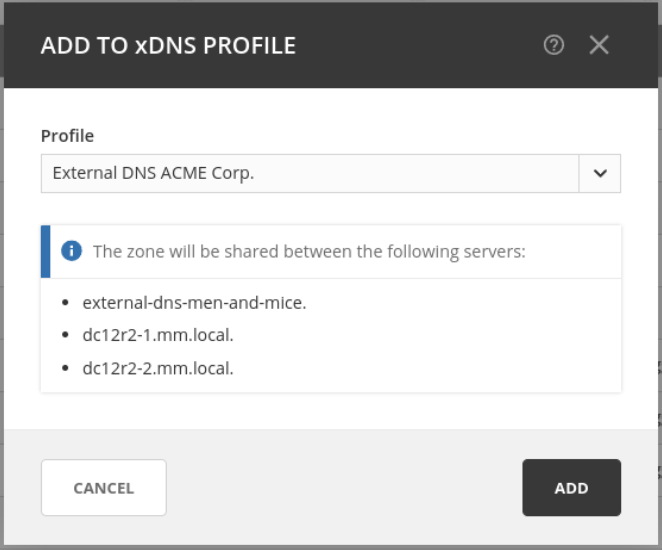 ADD TO xDNS PROFILE
Profile
External DNS ACME Corp.
The zone will be shared between the following servers:
• external-dns-men-and-mice.
• dc12r2-1.mm.local.
• dc12r2-2.mm.local.
CANCEL
ADD